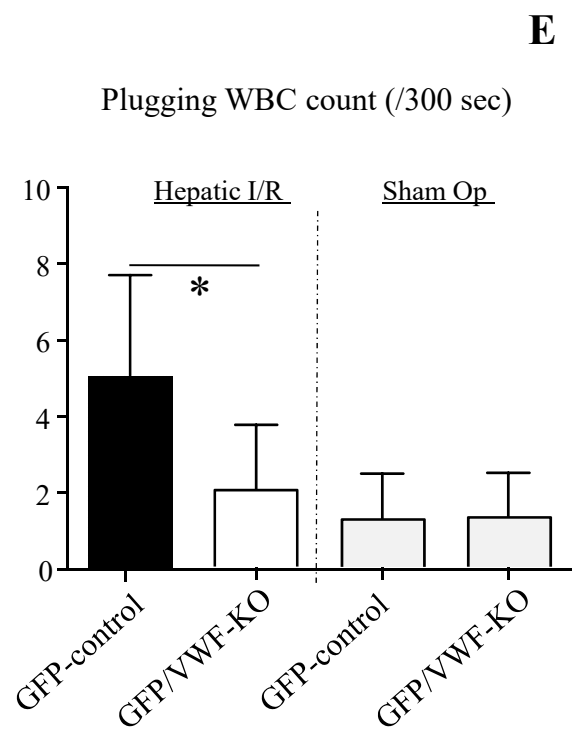 E
Plugging WBC count (/300 sec)
Hepatic I/R
Sham Op
10
8
*
6
4
2
0
GFP-control
GFP/VWF-KO
GFP-control
GFP/VWF-KO